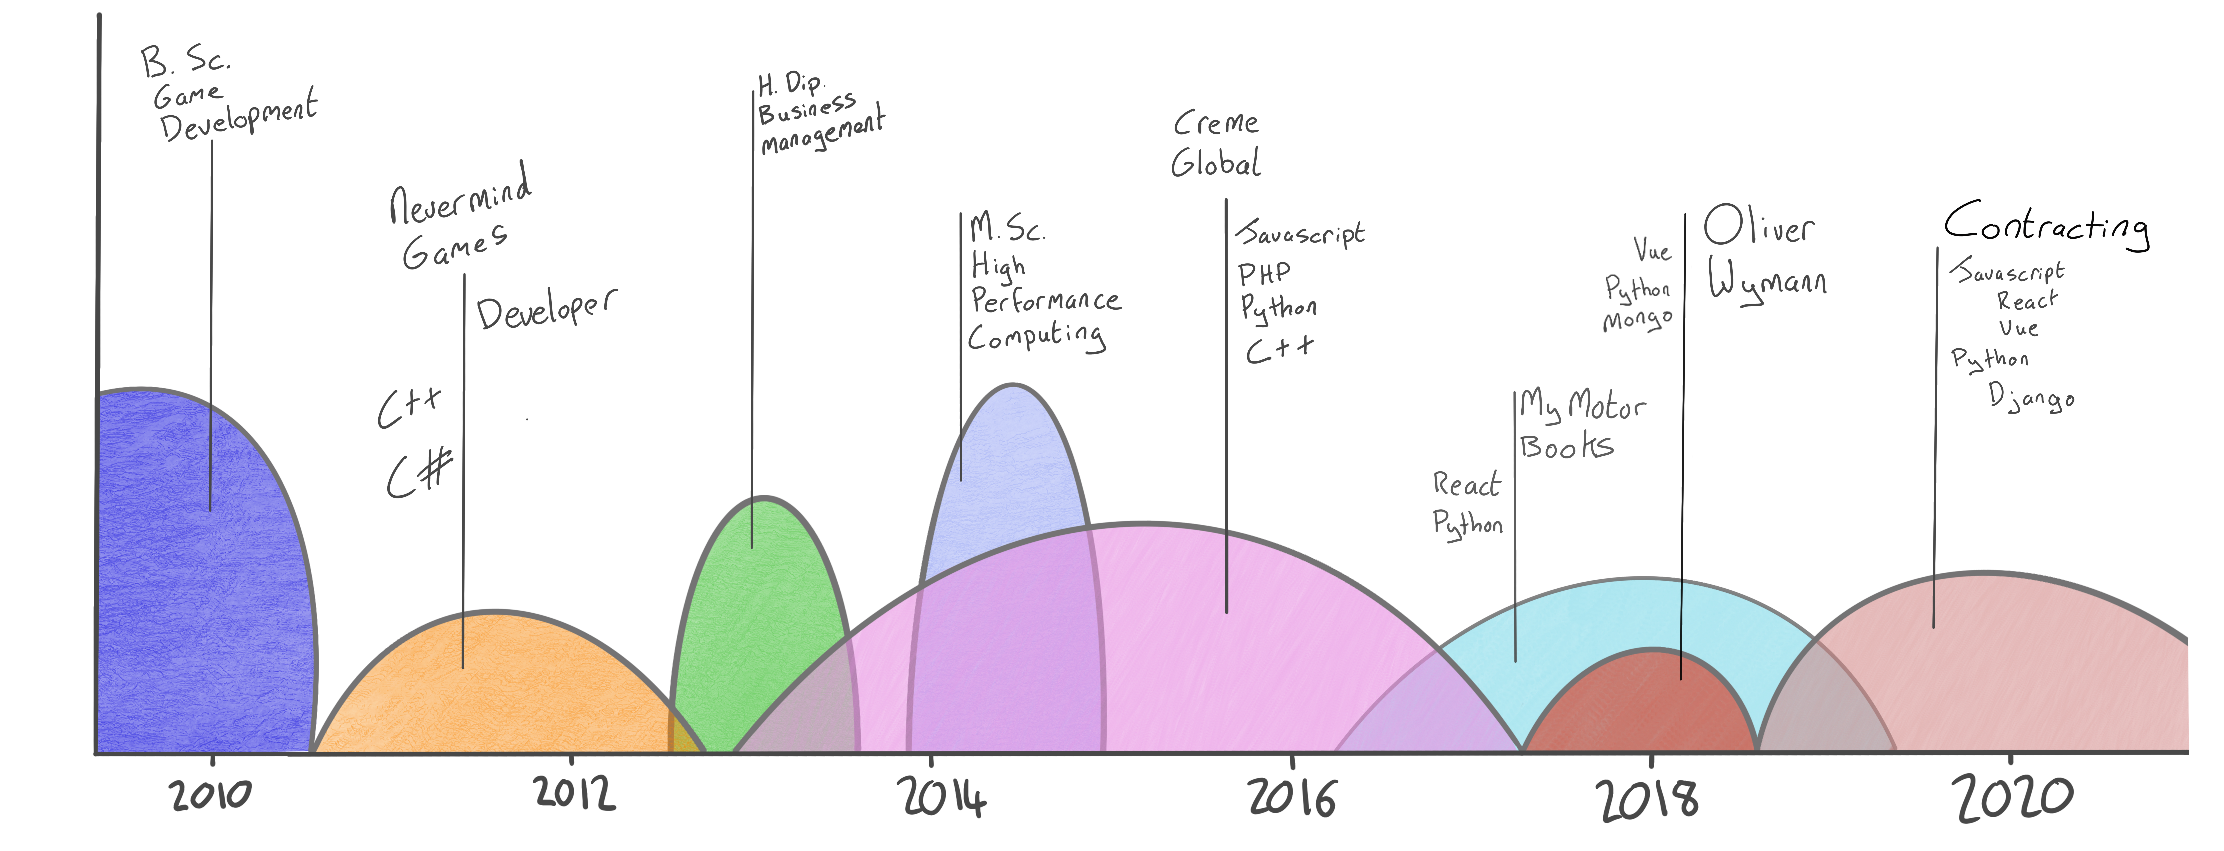 B. Sc.
Game
Development
Nevermind
Games
Developer
C++
C#
H. Dip.
Business
management
M. Sc.
High
Performance
Computing
Creme
Global
Javascript
PHP
Python
C++
My Motor
Books
React
Python
Oliver
Wymann
Vue
Python
Mongo
Contracting
Javascript
React
Vue
Python
Django
2010
2012
2014
2016
2018
2020